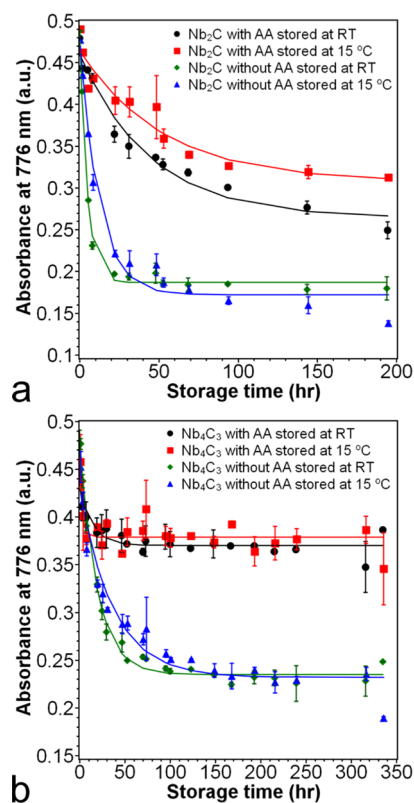 0.5
Nb2C with AA stored at RT
Nb2C with AA stored at 15 ºC
0.45
Nb2C without AA stored at RT
Nb2C without AA stored at 15 ºC
0.4
0.35
0.3
0.25
0.2
0.15
0.1
Absorbance at 776 nm (a.u.)
0 50 100 150 200
Storage time (hr)
a
0.5
Nb4C3 with AA stored at RT
Nb4C3 with AA stored at 15 ºC
0.45
Nb4C3 without AA stored at RT
Nb4C3 without AA stored at 15 ºC
0.4
0.35
0.3
0.25
0.2
0.15
Absorbance at 776 nm (a.u.)
0 50 100 150 200 250 300 350
Storage time (hr)
b